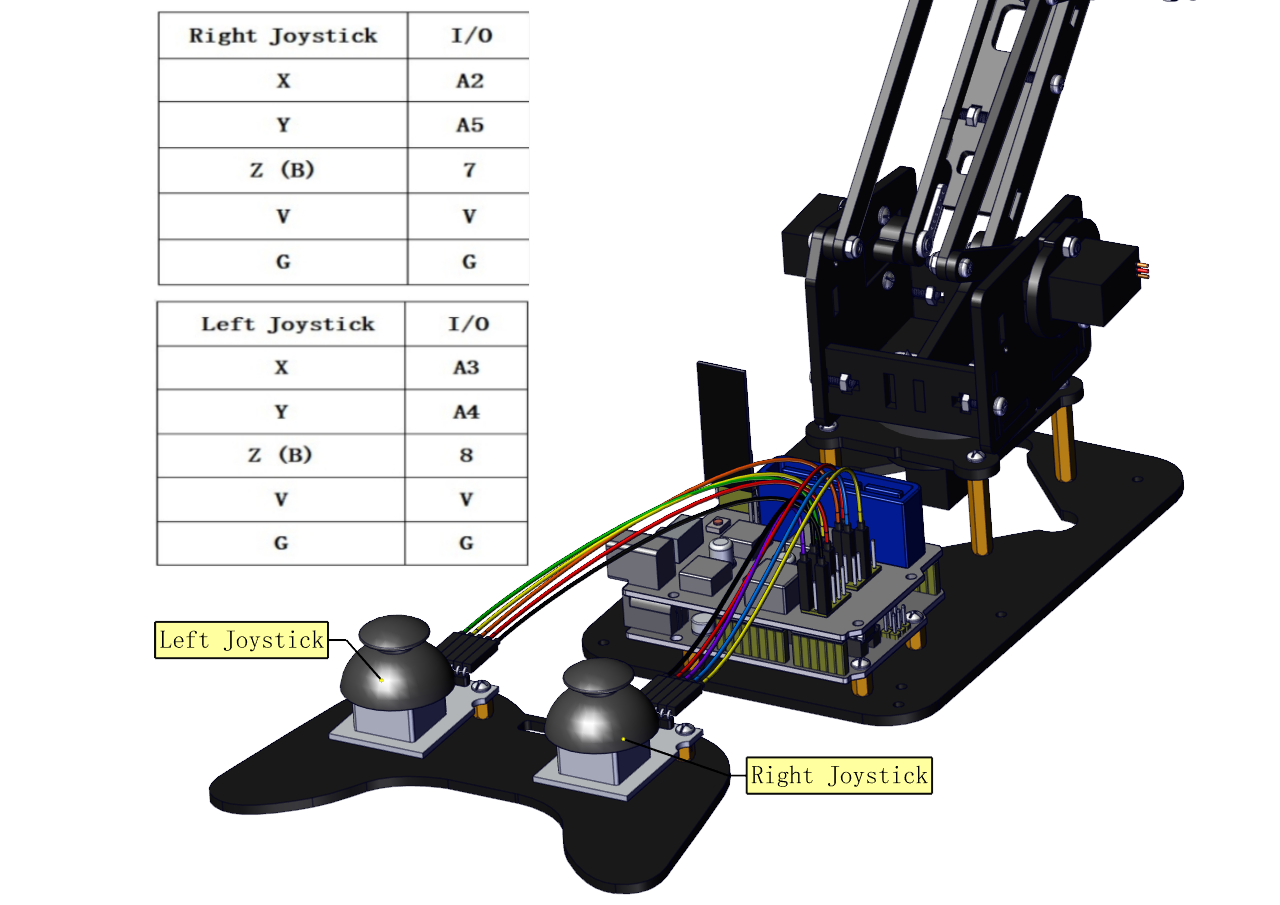 Right Joystick I/O
X A2
Y A5
Z (B) 7
V V
G G
Left Joystick I/O
X A3
Y A4
Z (B) 8
V V
G G
Left Joystick
Right Joystick